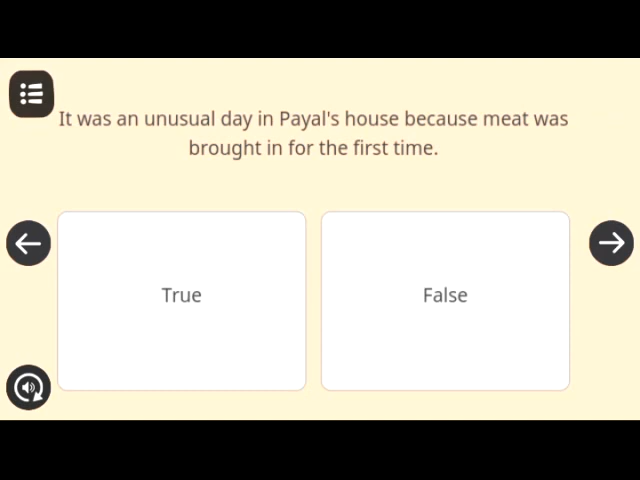 It was an unusual day in Payal's house because meat was
brought in for the first time.
True
False